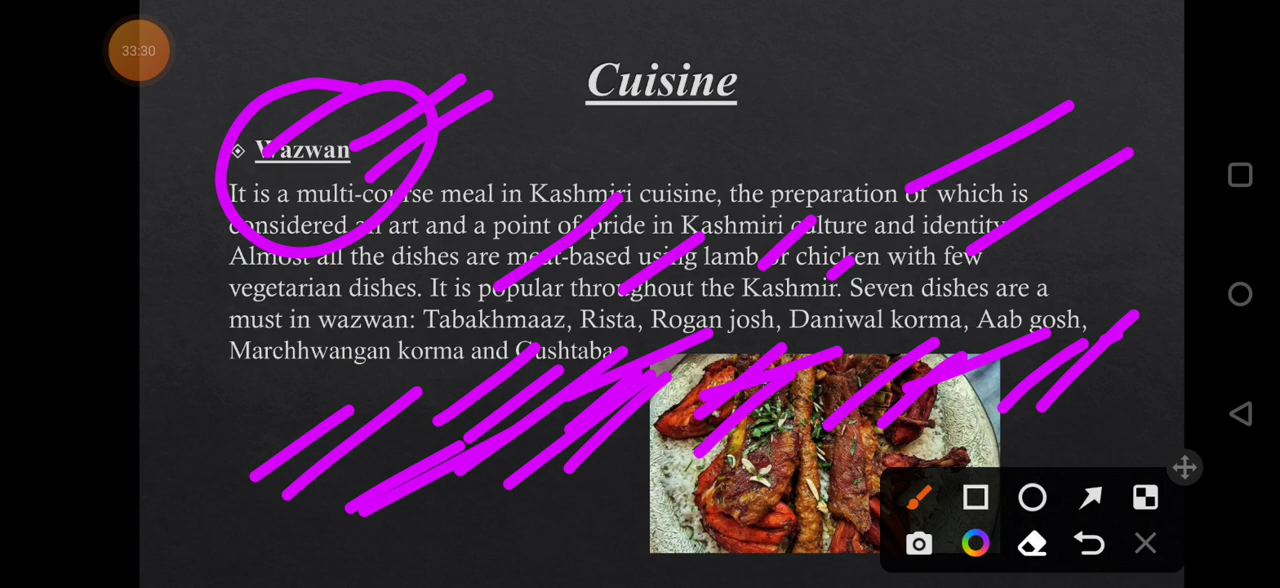 33:30
Cuisine
Wazwan
It is a multi-course meal in Kashmiri cuisine, the preparation of which is
considered an art and a point of pride in Kashmiri culture and identity.
Almost all the dishes are meat-based using lamb or chicken with few
vegetarian dishes. It is popular throughout the Kashmir. Seven dishes are a
must in wazwan: Tabakhmaaz, Rista, Rogan josh, Daniwal korma, Aab gosh,
Marchhwangan korma and Gushtaba.